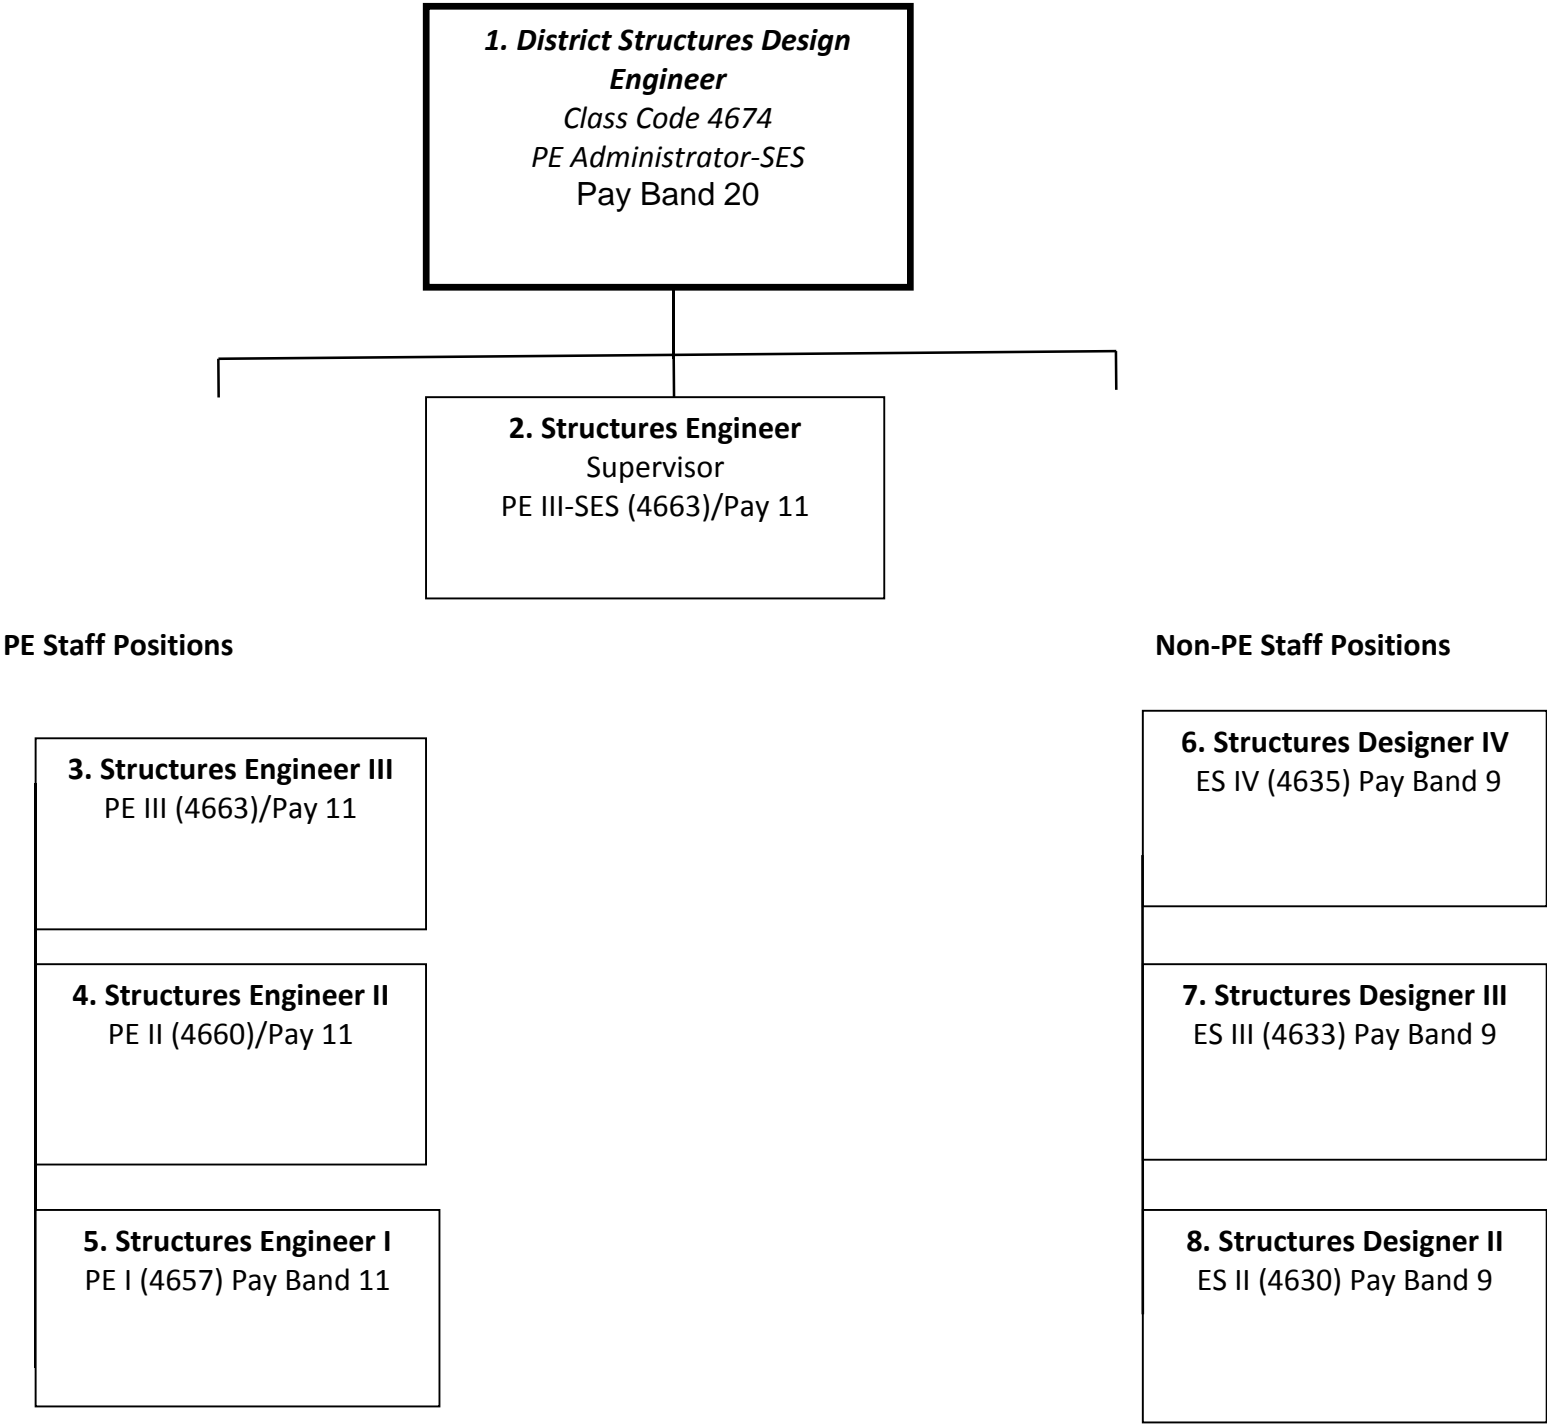 1. District Structures Design
Engineer
Class Code 4674
PE Administrator-SES
Pay Band 20
2. Structures Engineer
Supervisor
PE III-SES (4663)/Pay 11
PE Staff Positions
Non-PE Staff Positions
3. Structures Engineer III
PE III (4663)/Pay 11
4. Structures Engineer II
PE II (4660)/Pay 11
5. Structures Engineer I
PE I (4657) Pay Band 11
6. Structures Designer IV
ES IV (4635) Pay Band 9
7. Structures Designer III
ES III (4633) Pay Band 9
8. Structures Designer II
ES II (4630) Pay Band 9